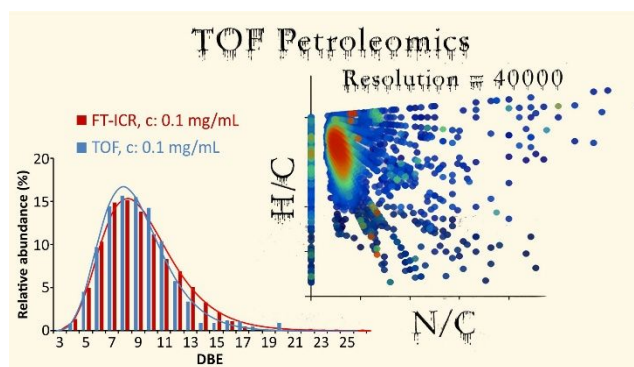 TOF Petroleomics
Resolution = 40000
FT-ICR, c: 0.1 mg/mL
TOF, c: 0.1 mg/mL
Relative abundance (%)
20
15
10
5
0
3 5 7 9 11 13 15 17 19 21 23 25
DBE
H/C
N/C